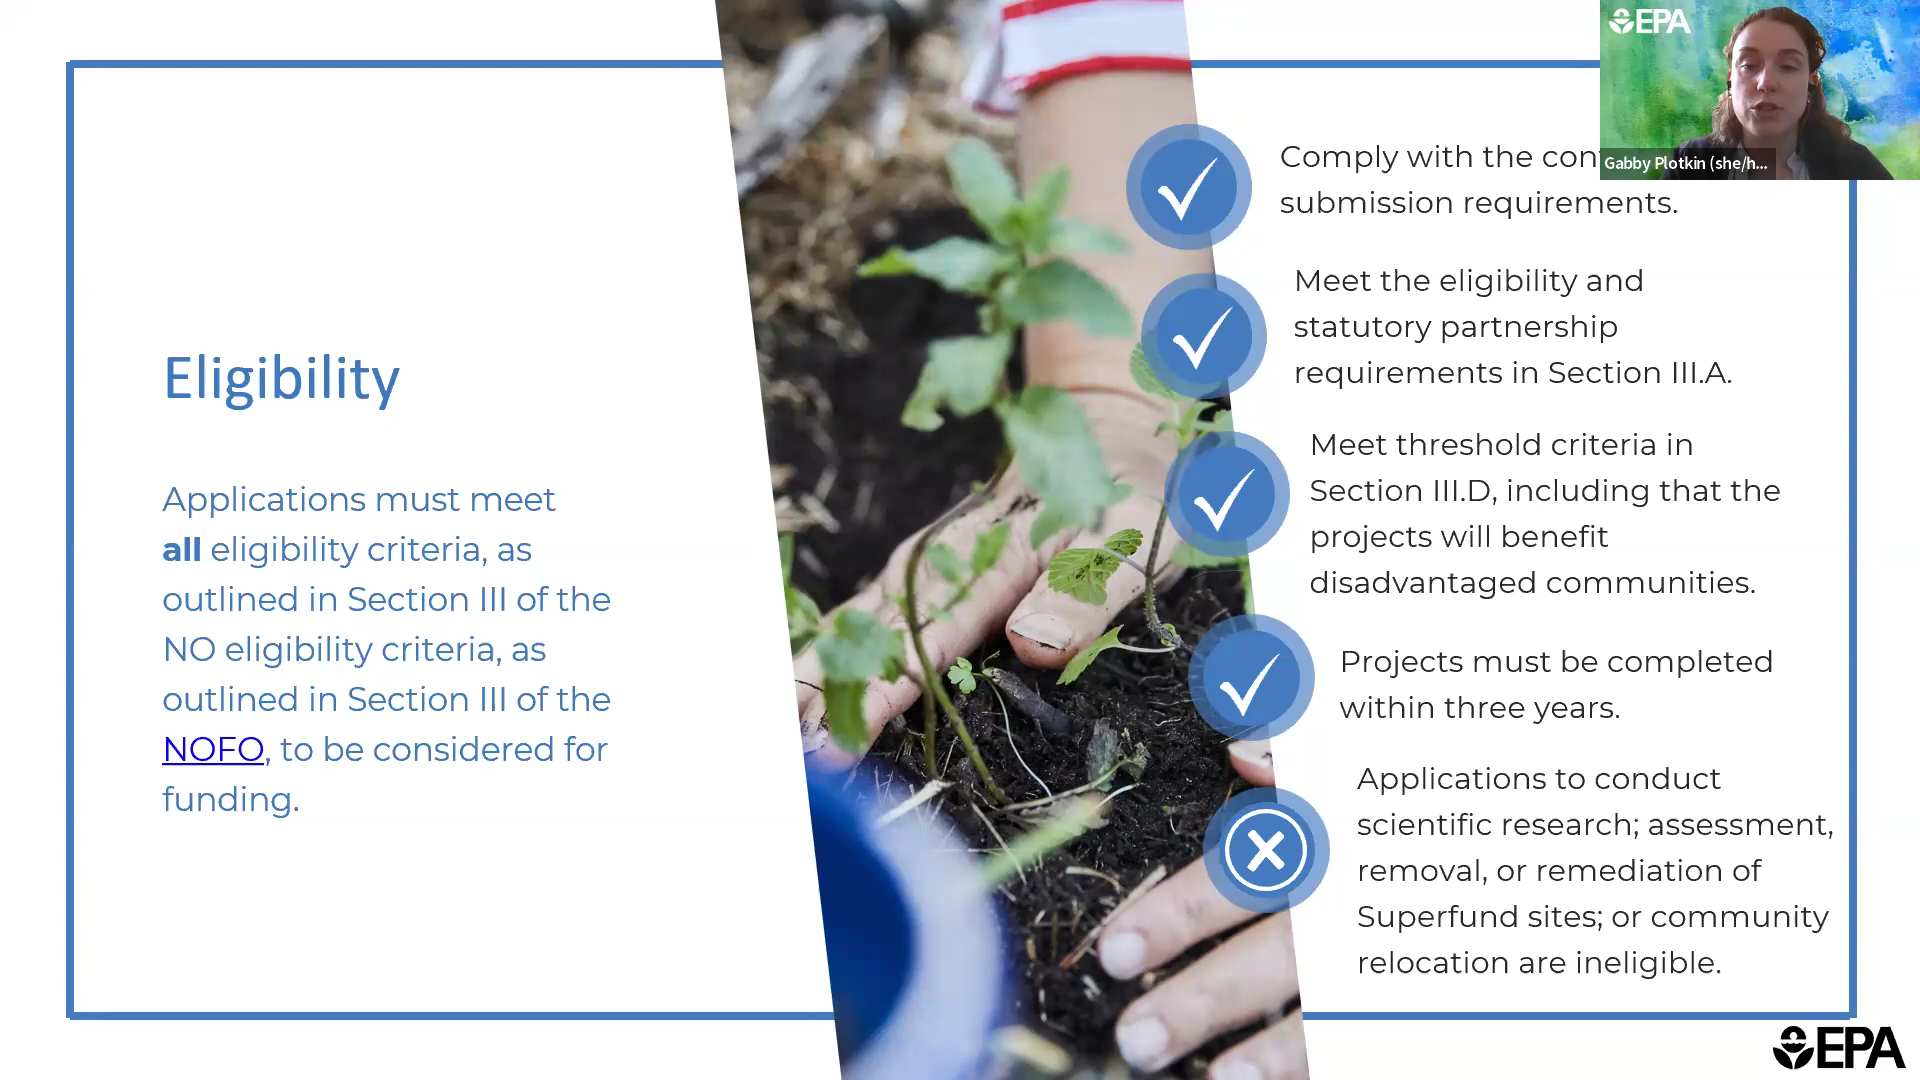 Eligibility
Applications must meet
all eligibility criteria, as
outlined in Section III of the
NO eligibility criteria, as
outlined in Section III of the
NOFO, to be considered for
funding.
Comply with the
submission requirements.
Meet the eligibility and
statutory partnership
requirements in Section III.A.
Meet threshold criteria in
Section III.D, including that the
projects will benefit
disadvantaged communities.
Projects must be completed
within three years.
Applications to conduct
scientific research; assessment,
removal, or remediation of
Superfund sites; or community
relocation are ineligible.
EPA
Gabby Plotkin (she/h...
EPA